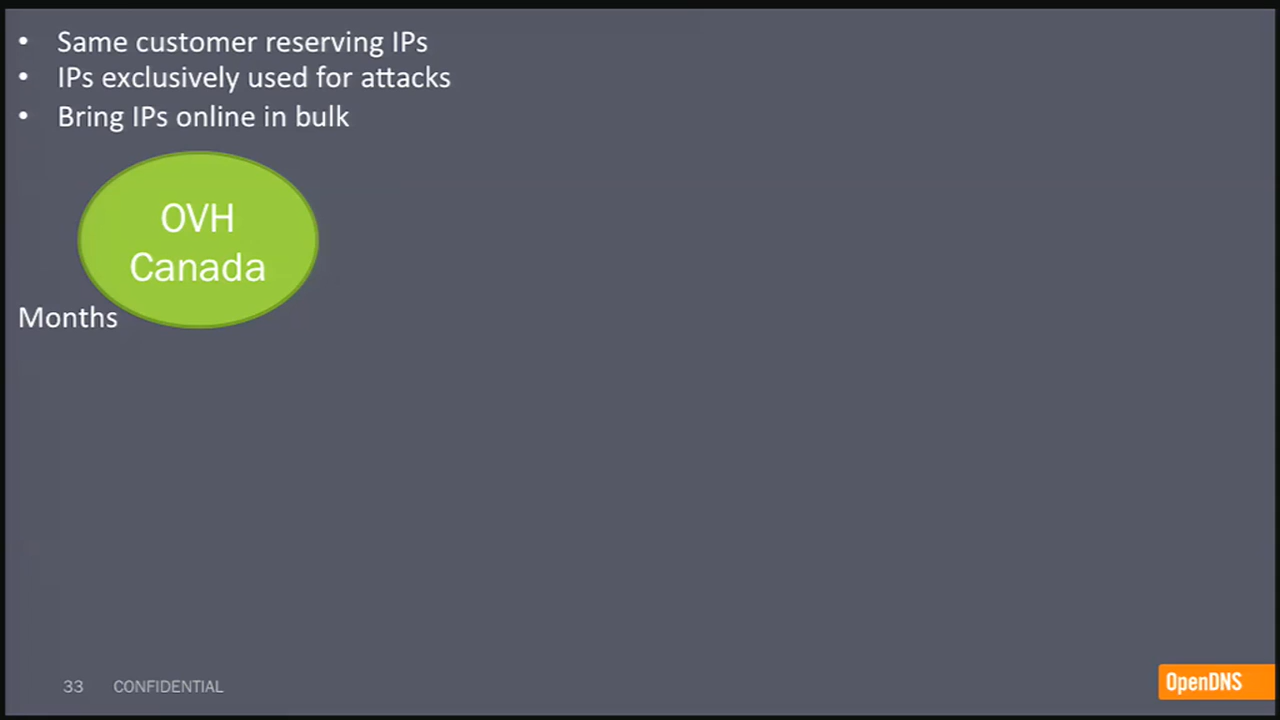 • Same customer reserving IPs
• IPs exclusively used for attacks
• Bring IPs online in bulk
OVH
Canada
Months
33 CONFIDENTIAL
OpenDNS